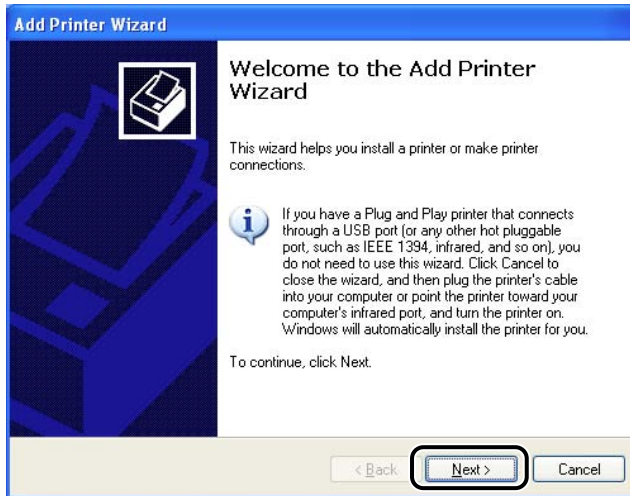 Add Printer Wizard
Welcome to the Add Printer
Wizard
This wizard helps you install a printer or make printer
connections.
If you have a Plug and Play printer that connects
through a USB port (or any other hot pluggable
port, such as IEEE 1394, infrared, and so on), you
do not need to use this wizard. Click Cancel to
close the wizard, and then plug the printer's cable
into your computer or point the printer toward your
computer's infrared port, and turn the printer on.
Windows will automatically install the printer for you.
To continue, click Next.
< Back Next > Cancel